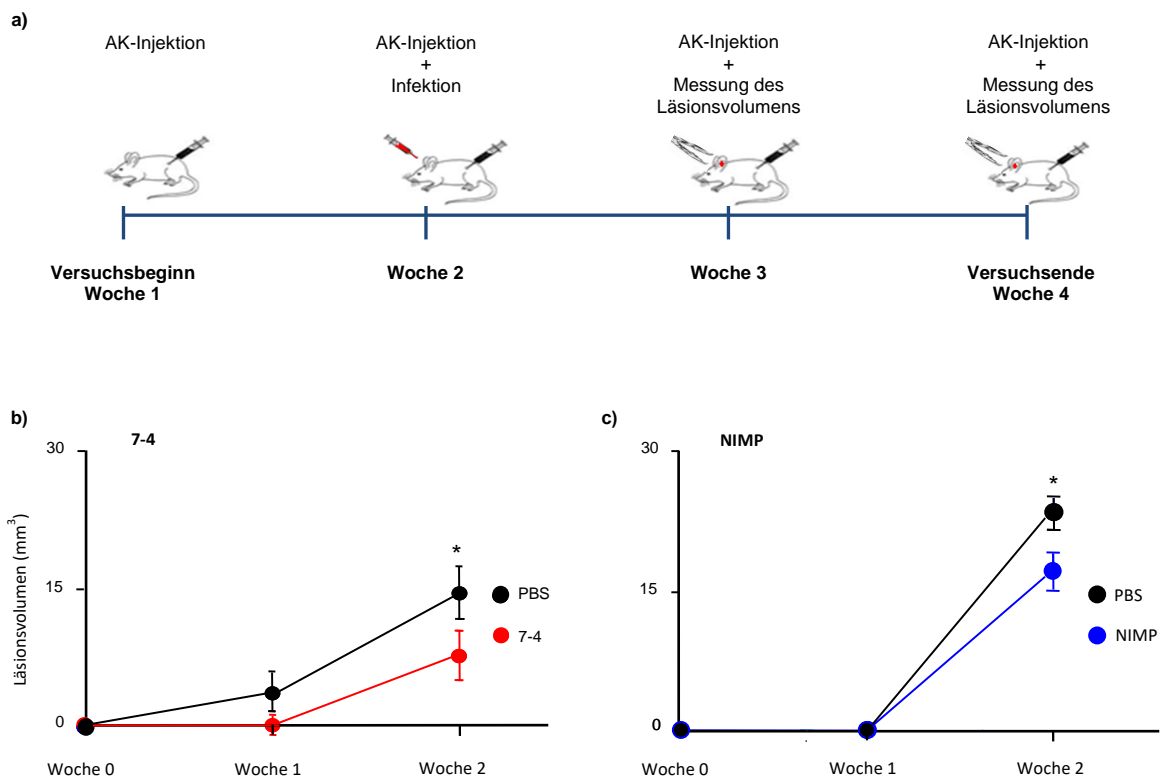 a)
AK-Injektion
AK-Injektion
+
Infektion
AK-Injektion
+
Messung des
Läsionsvolumens
AK-Injektion
+
Messung des
Läsionsvolumens
Versuchsbeginn
Woche 1
Woche 2
Woche 3
Versuchsende
Woche 4
b)
7-4
Läsionsvolumen (mm³)
30
15
0
*
PBS
7-4
Woche 0
Woche 1
Woche 2
c)
NIMP
30
15
0
*
PBS
NIMP
Woche 0
Woche 1
Woche 2